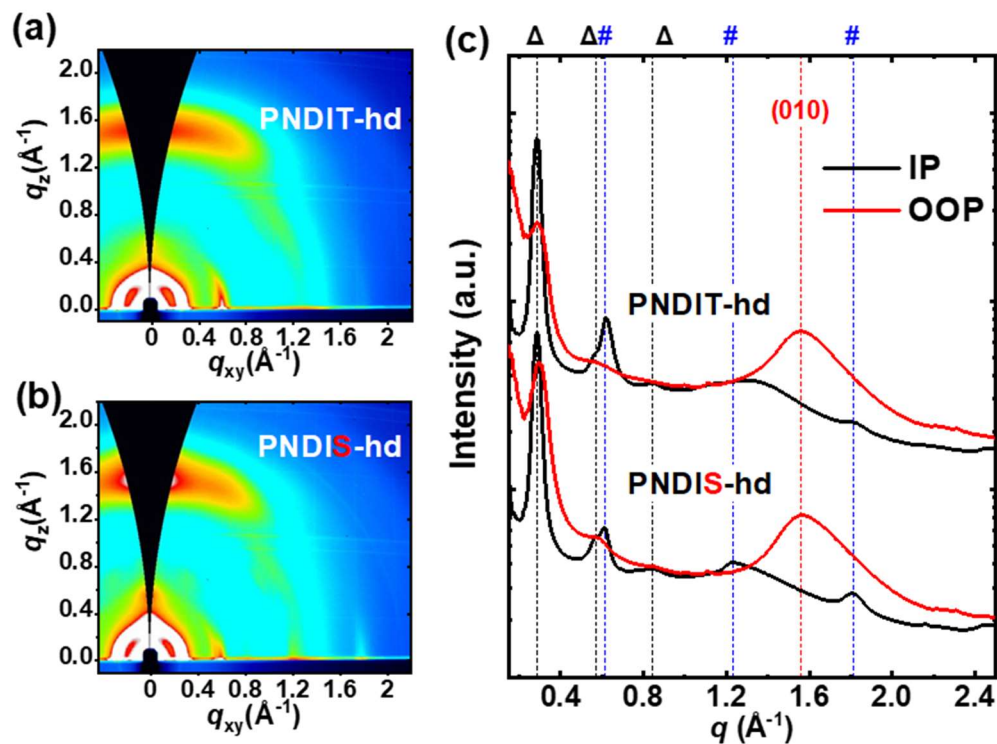 (a)
2.0
1.6
1.2
0.8
0.4
0.0
qz(Å-1)
PNDIT-hd
0 0.4 0.8 1.2 1.6 2
qxy(Å-1)
(b)
2.0
1.6
1.2
0.8
0.4
0.0
qz(Å-1)
PNDIS-hd
0 0.4 0.8 1.2 1.6 2
qxy(Å-1)
(c)
Δ Δ # Δ # #
(010)
IP
OOP
PNDIT-hd
PNDIS-hd
Intensity (a.u.)
0.4 0.8 1.2 1.6 2.0 2.4
q (Å-1)